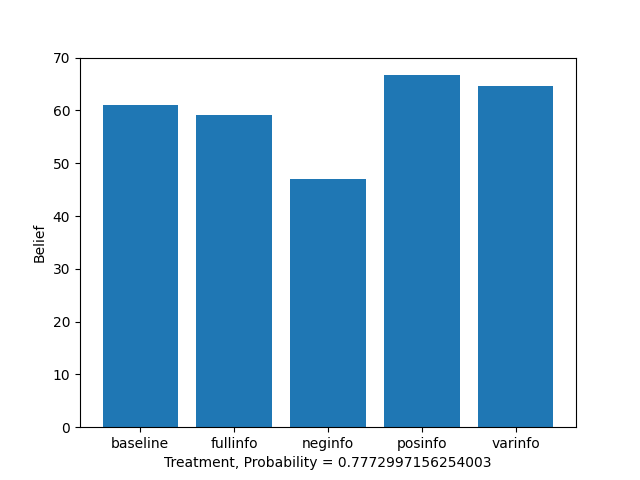 70
60
50
40
30
20
10
0
Belief
baseline fullinfo neginfo posinfo varinfo
Treatment, Probability = 0.7772997156254003